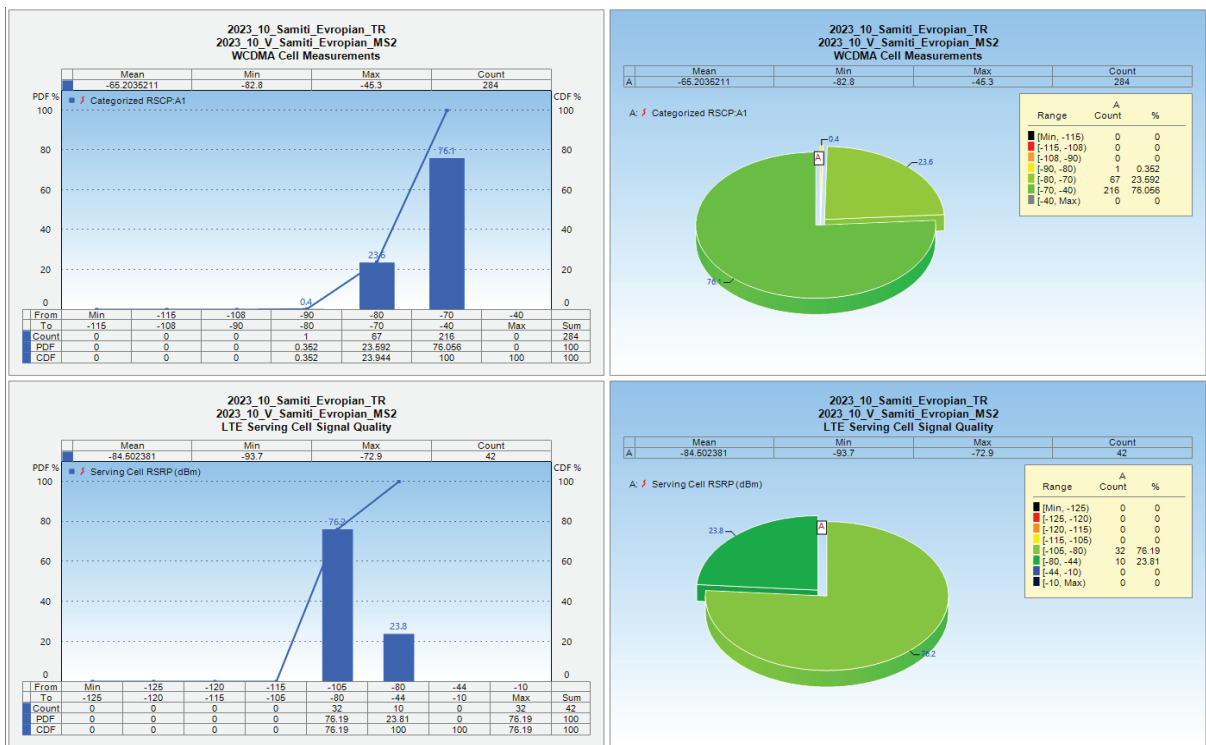 2023_10_Samiti_Evropian_TR
2023_10_V_Samiti_Evropian_MS2
WCDMA Cell Measurements
Mean Min Max Count
-65.2035211 -82.8 -45.3 284
PDF % CDF %
Categorized RSCP:A1
100 100
80 80
60 60
40 40
20 20
0 0
0.4 23.6 76.1
From Min -115 -108 -90 -80 -70 -40
To -115 -108 -90 -80 -70 -40 Max Sum
Count 0 0 0 1 67 216 0 284
PDF 0 0 0 0.352 23.592 76.056 0 100
CDF 0 0 0 0.352 23.944 100 100 100
2023_10_Samiti_Evropian_TR
2023_10_V_Samiti_Evropian_MS2
WCDMA Cell Measurements
Mean Min Max Count
A -65.2035211 -82.8 -45.3 284
A: Categorized RSCP:A1
A
Range Count %
[Min, -115) 0 0
[-115, -108) 0 0
[-108, -90) 0 0
[-90, -80) 1 0.352
[-80, -70) 67 23.592
[-70, -40) 216 76.056
[-40, Max) 0 0
A
0.4
23.6
76.1
2023_10_Samiti_Evropian_TR
2023_10_V_Samiti_Evropian_MS2
LTE Serving Cell Signal Quality
Mean Min Max Count
-84.502381 -93.7 -72.9 42
PDF % CDF %
Serving Cell RSRP (dBm)
100 100
80 80
60 60
40 40
20 20
0 0
76.2 23.8
From Min -125 -120 -115 -105 -80 -44 -10
To -125 -120 -115 -105 -80 -44 -10 Max Sum
Count 0 0 0 0 32 10 0 32 42
PDF 0 0 0 0 76.19 23.81 0 76.19 100
CDF 0 0 0 0 76.19 100 100 76.19 100
2023_10_Samiti_Evropian_TR
2023_10_V_Samiti_Evropian_MS2
LTE Serving Cell Signal Quality
Mean Min Max Count
A -84.502381 -93.7 -72.9 42
A: Serving Cell RSRP (dBm)
A
Range Count %
[Min, -125) 0 0
[-125, -120) 0 0
[-120, -115) 0 0
[-115, -105) 0 0
[-105, -80) 32 76.19
[-80, -44) 10 23.81
[-44, -10) 0 0
[-10, Max) 0 0
A
23.8
76.2